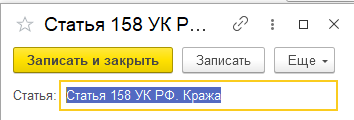 Статья 158 УК Р...
Записать и закрыть Записать Еще
Статья: Статья 158 УК РФ. Кража